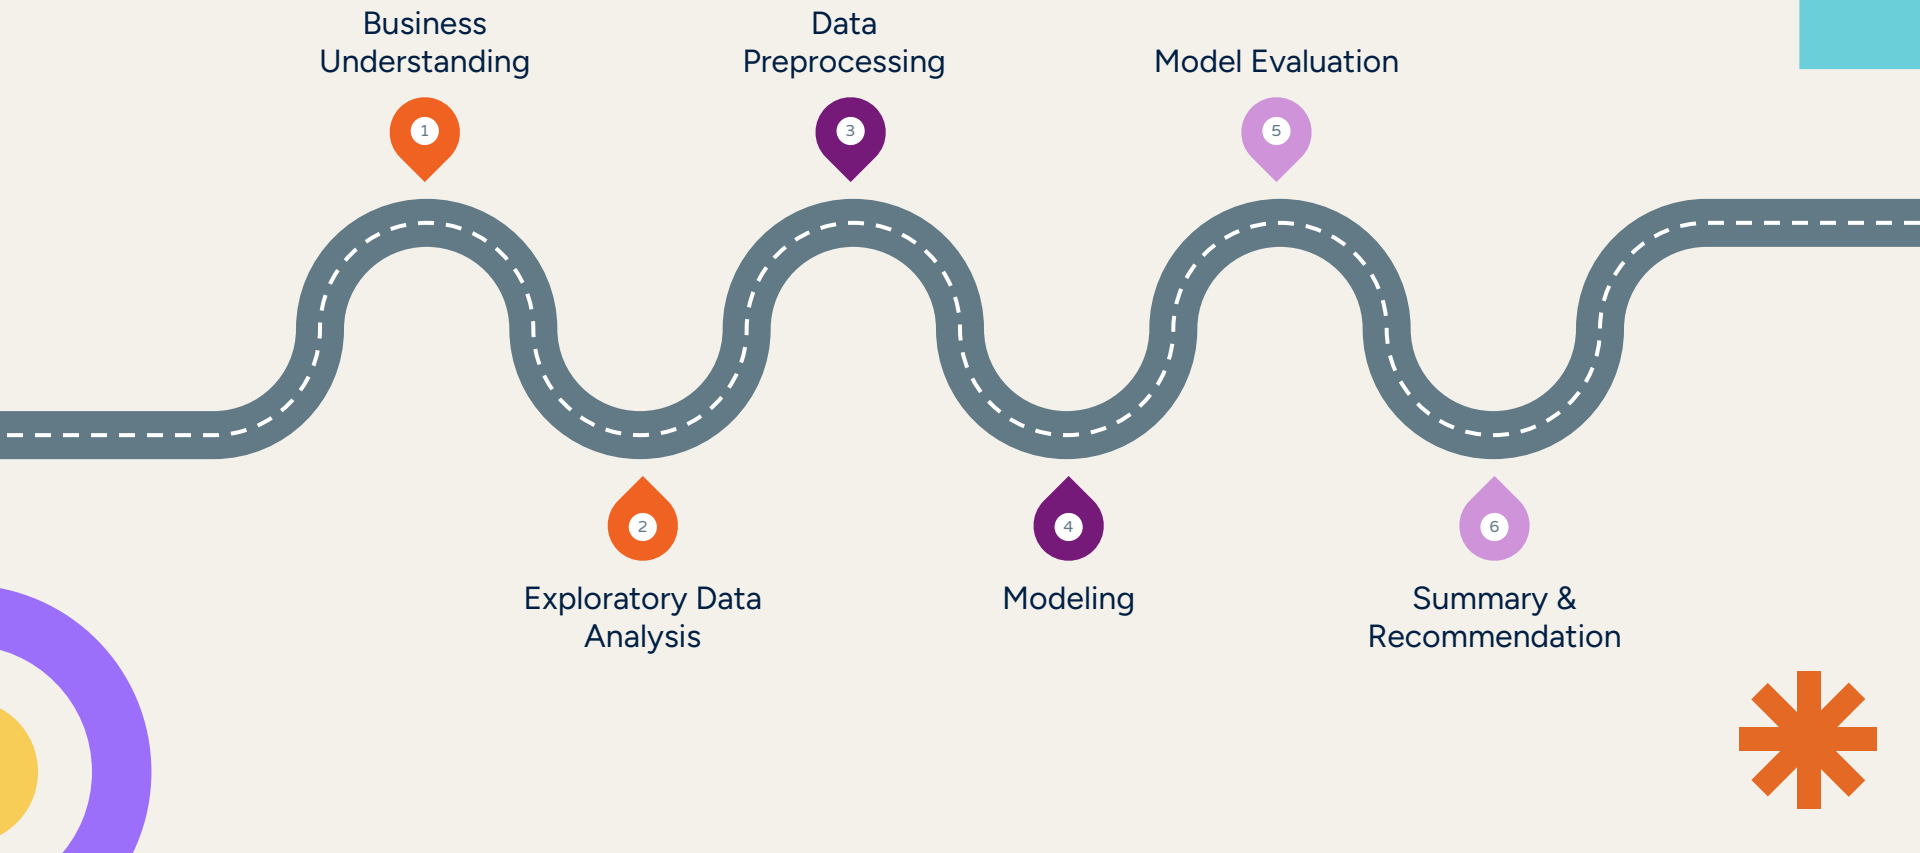 Business
Understanding
1
Exploratory Data
Analysis
2
Data
Preprocessing
3
Modeling
4
Model Evaluation
5
Summary &
Recommendation
6